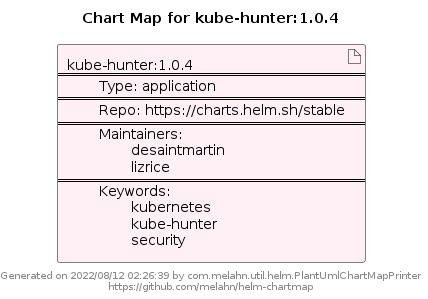 Chart Map for kube-hunter:1.0.4
kube-hunter:1.0.4
Type: application
Repo: https://charts.helm.sh/stable
Maintainers:
desaintmartin
lizrice
Keywords:
kubernetes
kube-hunter
security
Generated on 2022/08/12 02:26:39 by com.melahn.util.helm.PlantUmlChartMapPrinter
https://github.com/melahn/helm-chartmap